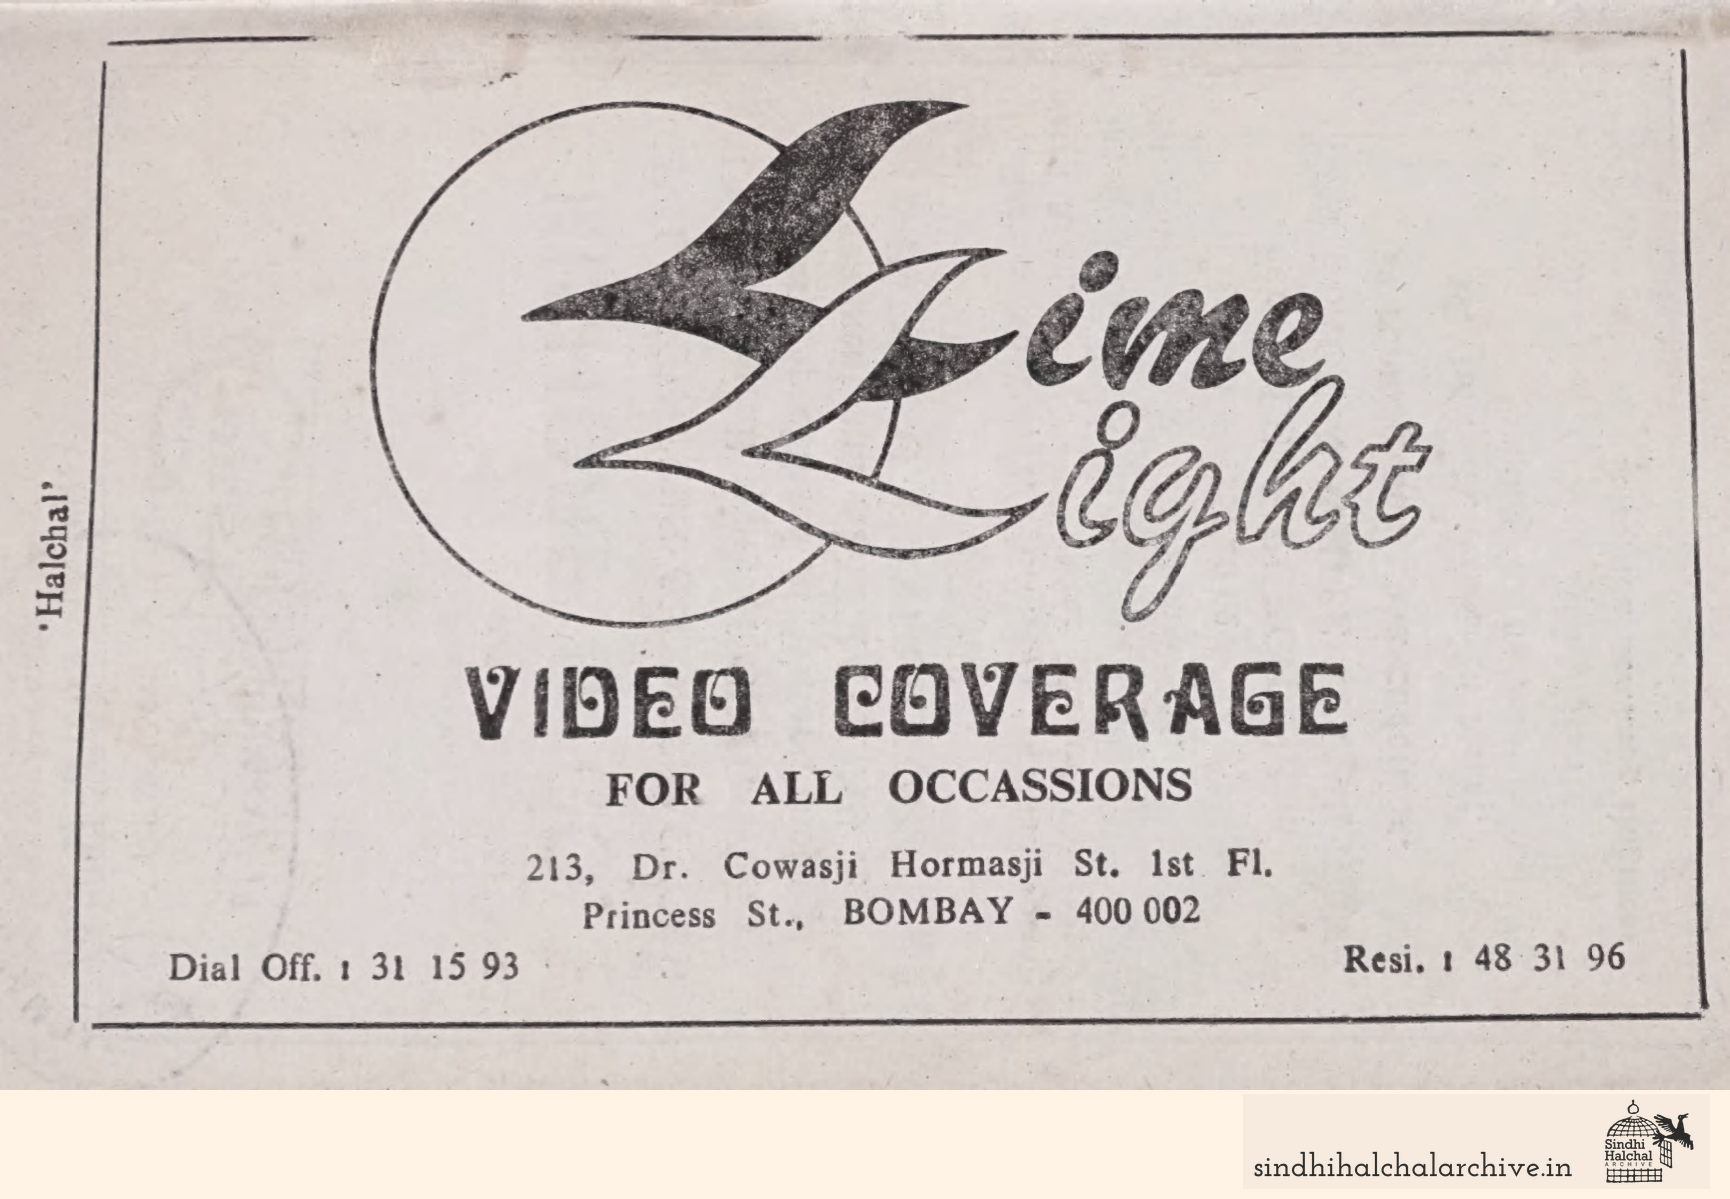 'Halchal'
Lime
Light
VIDEO COVERAGE
FOR ALL OCCASSIONS
213, Dr. Cowasji Hormasji St. 1st Fl.
Princess St., BOMBAY - 400 002
Dial Off. : 31 15 93
Resi. : 48 31 96
sindhihalchalarchive.in
Sindhi
Halchal
ARCHIVE